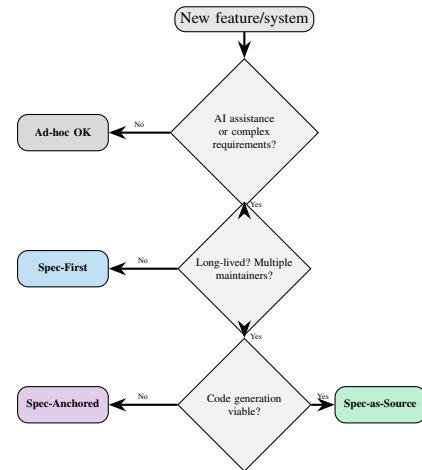 New feature/system
AI assistance
or complex
requirements?
No
Ad-hoc OK
Yes
Long-lived? Multiple
maintainers?
No
Spec-First
Yes
Code generation
viable?
No
Spec-Anchored
Yes
Spec-as-Source